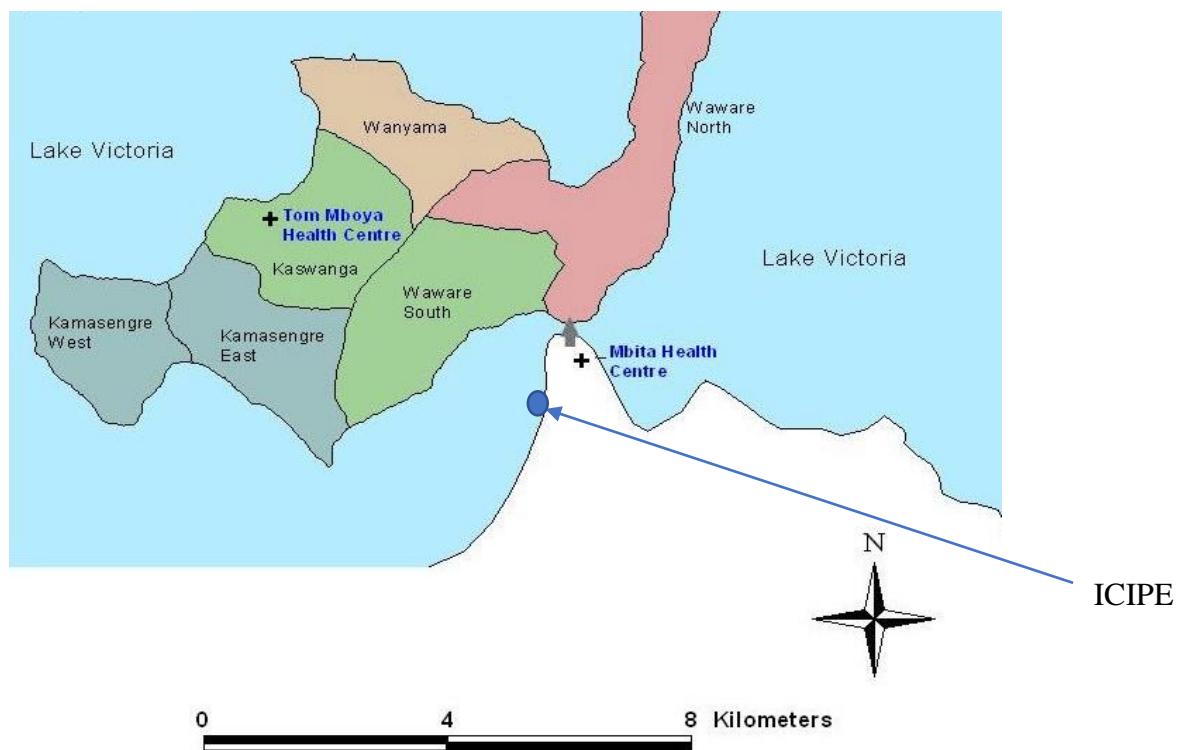 Waware
North
Wanyama
Lake Victoria
Tom Mboya
Health Centre
Kaswanga
Lake Victoria
Waware
South
Kamasengre
West
Kamasengre
East
Mbita Health
Centre
N
ICIPE
0 4 8 Kilometers